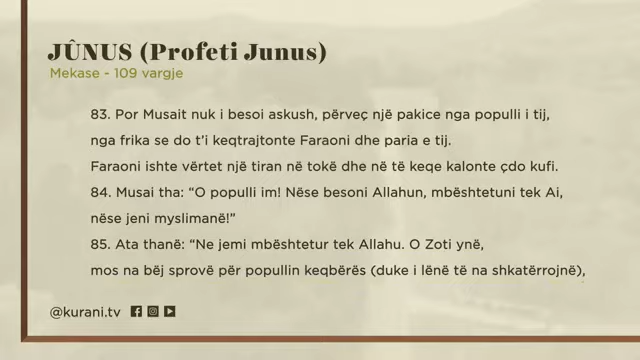 JÛNUS (Profeti Junus)
Mekase - 109 vargje
83. Por Musait nuk i besoi askush, përveç një pakice nga populli i tij,
nga frika se do t'i keqtrajtonte Faraoni dhe paria e tij.
Faraoni ishte vërtet një tiran në tokë dhe në të keqe kalonte çdo kufi.
84. Musai tha: “O populli im! Nëse besoni Allahun, mbështetuni tek Ai,
nëse jeni myslimanë!”
85. Ata thanë: “Ne jemi mbështetur tek Allahu. O Zoti ynë,
mos na bëj sprovë për popullin keqbërës (duke i lënë të na shkatërrojnë),
@kurani.tv